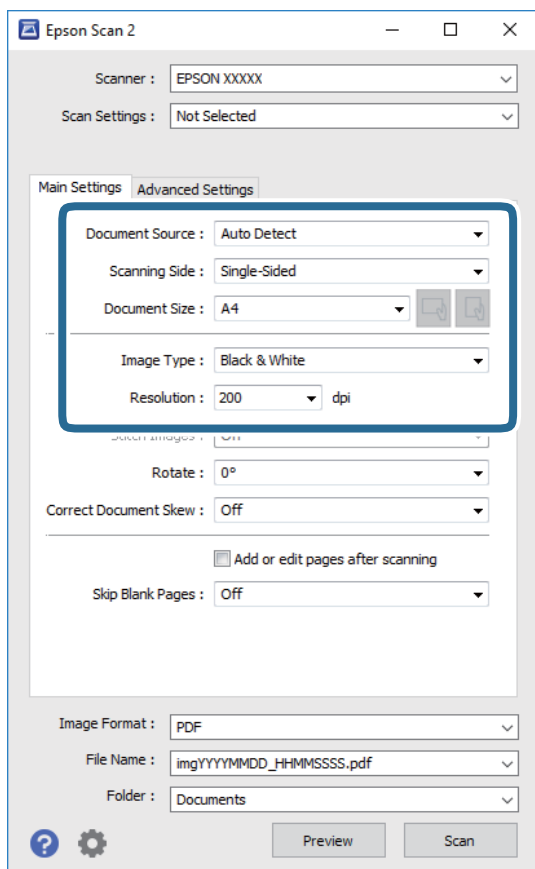 Epson Scan 2
Scanner : EPSON XXXXX
Scan Settings : Not Selected
Main Settings Advanced Settings
Document Source : Auto Detect
Scanning Side : Single-Sided
Document Size : A4
Image Type : Black & White
Resolution : 200 dpi
Rotate : 0°
Correct Document Skew : Off
Add or edit pages after scanning
Skip Blank Pages : Off
Image Format : PDF
File Name : imgYYYYMMDD_HHMMSSSS.pdf
Folder : Documents
? Preview Scan